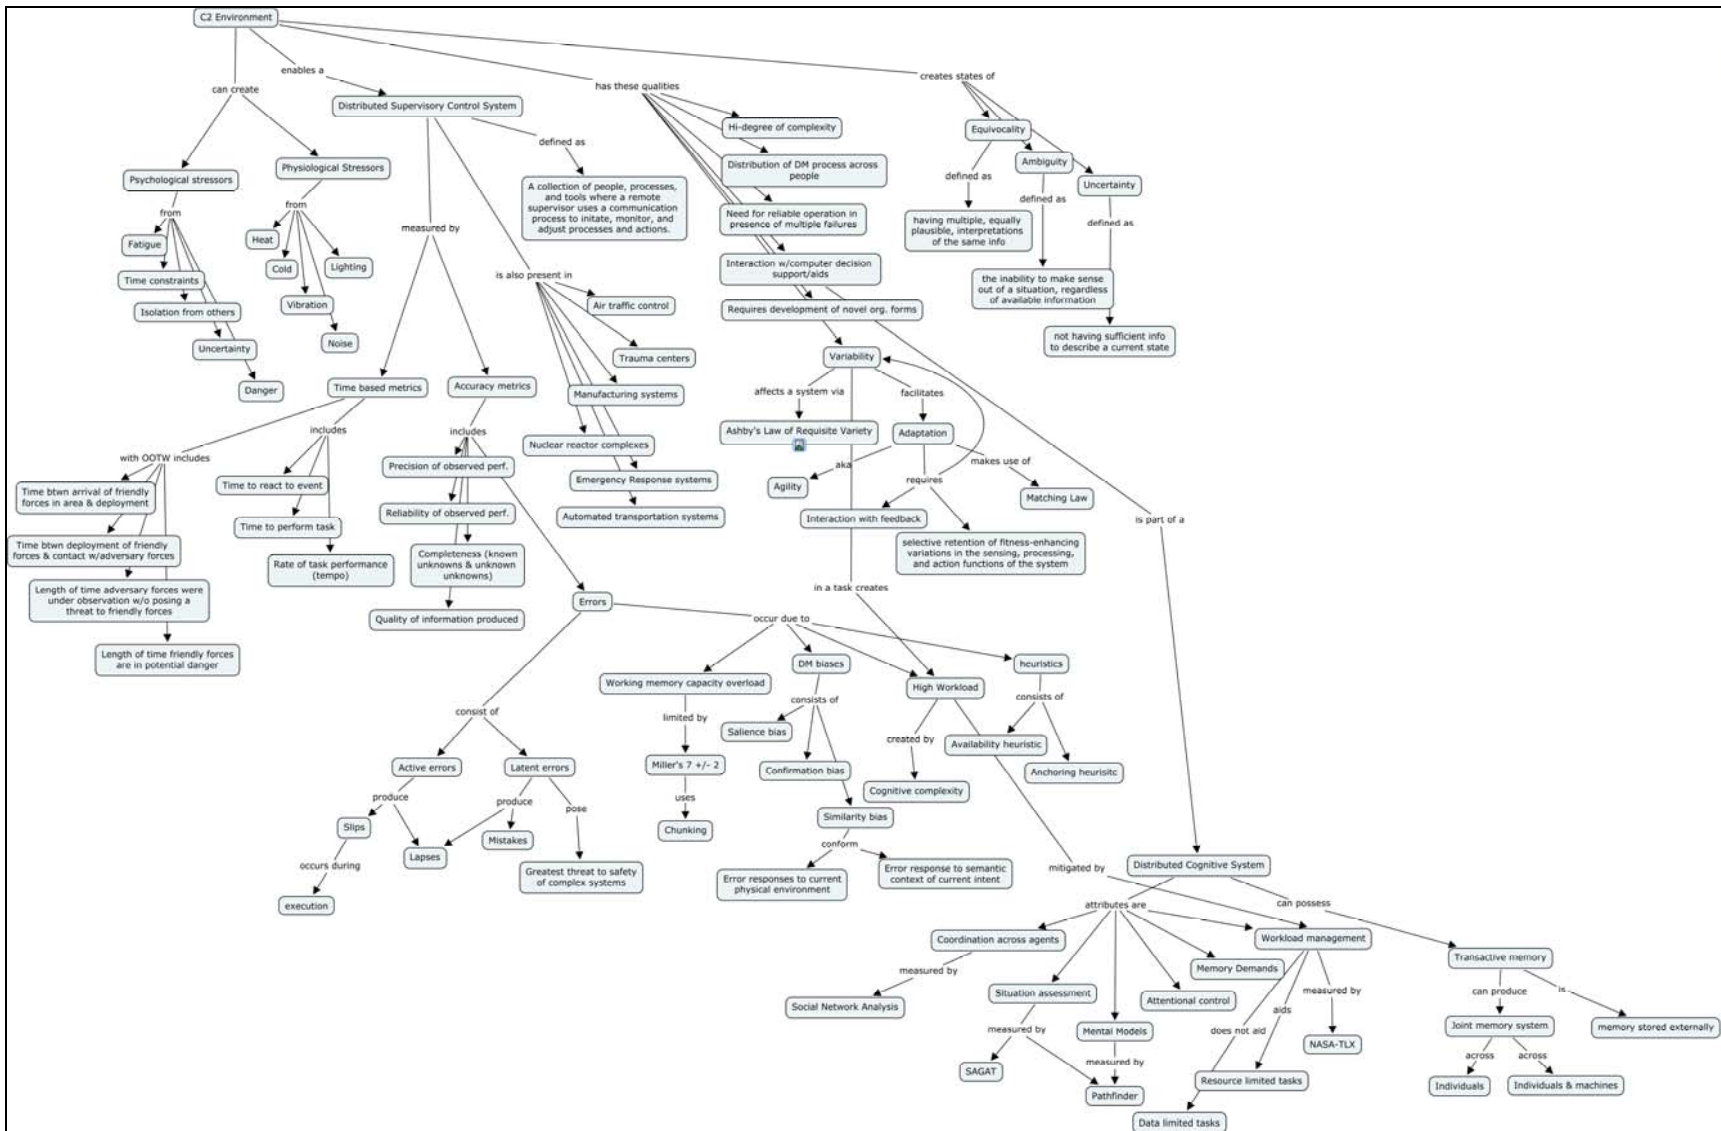 C2 Environment
creates states of
enables a
can create
has these qualities
Distributed Supervisory Control System
Hi-degree of complexity
Equivocality
defined as
Ambiguity
Distribution of DM process across
people
Physiological Stressors
Psychological stressors
defined as
Uncertainty
A collection of people, processes,
and tools where a remote
supervisor uses a communication
process to initate, monitor, and
adjust processes and actions.
defined as
from
from
Need for reliable operation in
presence of multiple failures
having multiple, equally
plausible, interpretations
of the same info
defined as
measured by
Fatigue
Heat
Cold
Lighting
Interaction w/computer decision
support/aids
is also present in
Time constraints
the inability to make sense
out of a situation, regardless
of available information
Isolation from others
Vibration
Air traffic control
Requires development of novel org. forms
Uncertainty
Noise
not having sufficient info
to describe a current state
Trauma centers
Variability
Danger
Time based metrics
Accuracy metrics
Manufacturing systems
affects a system via
facilitates
includes
includes
Ashby's Law of Requisite Variety
Adaptation
Nuclear reactor complexes
with OOTW includes
Precision of observed perf.
aka
makes use of
Emergency Response systems
requires
Time to react to event
Agility
Matching Law
Time btwn arrival of friendly
forces in area & deployment
Reliability of observed perf.
Automated transportation systems
Interaction with feedback
is part of a
Time to perform task
Time btwn deployment of friendly
forces & contact w/adversary forces
Completeness (known
unknowns & unknown
unknowns)
selective retention of fitness-enhancing
variations in the sensing, processing,
and action functions of the system
Rate of task performance
(tempo)
in a task creates
Length of time adversary forces were
under observation w/o posing a
threat to friendly forces
Errors
Quality of information produced
occur due to
Length of time friendly forces
are in potential danger
DM biases
heuristics
Working memory capacity overload
High Workload
consists of
consists of
consist of
limited by
Salience bias
created by
Availability heuristic
Active errors
Latent errors
Miller's 7 +/- 2
Confirmation bias
Anchoring heurisitc
Cognitive complexity
produce
produce
pose
uses
Similarity bias
Slips
Mistakes
Chunking
conform
Lapses
occurs during
Greatest threat to safety
of complex systems
Error responses to current
physical environment
Error response to semantic
context of current intent
mitigated by
Distributed Cognitive System
execution
attributes are
can possess
Coordination across agents
Workload management
Transactive memory
measured by
Memory Demands
Social Network Analysis
Situation assessment
Attentional control
measured by
can produce
is
aids
does not aid
measured by
Mental Models
Joint memory system
memory stored externally
NASA-TLX
measured by
across
across
SAGAT
Resource limited tasks
Individuals
Individuals & machines
Pathfinder
Data limited tasks